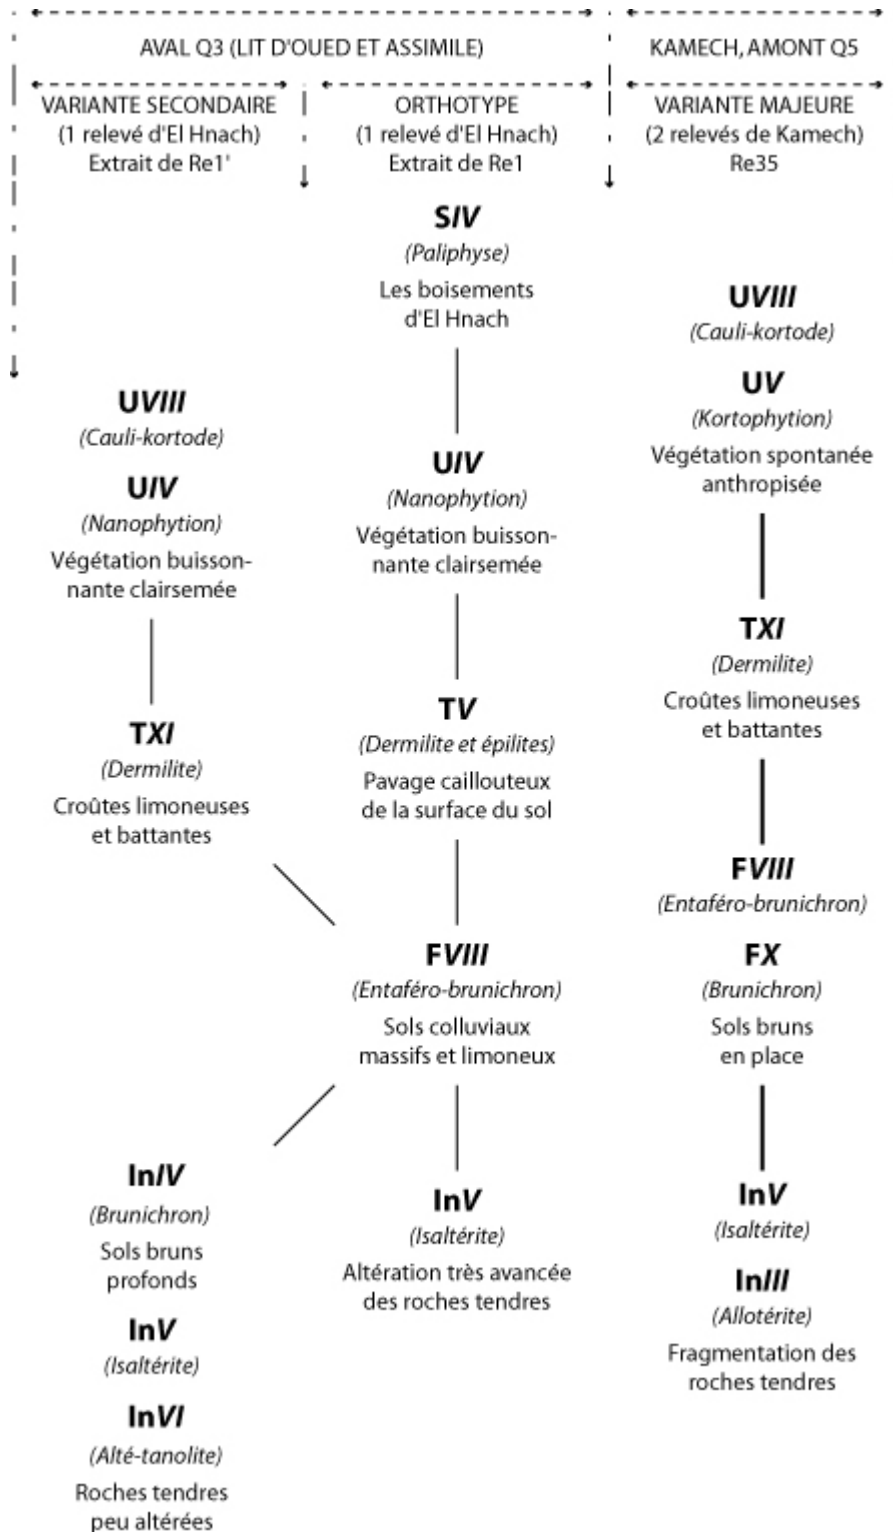 AVAL Q3 (LIT D'OUED ET ASSIMILE)
VARIANTE SECONDAIRE
(1 relevé d'El Hnach)
Extrait de Re1'
UVIII
(Cauli-kortode)
UIV
(Nanophytion)
Végétation buisson-
nante clairsemée
TXI
(Dermilite)
Croûtes limoneuses
et battantes
InIV
(Brunichron)
Sols bruns
profonds
InV
(Isaltérite)
InVI
(Alté-tanolite)
Roches tendres
peu altérées
ORTHOTYPE
(1 relevé d'El Hnach)
Extrait de Re1
SIV
(Paliphyse)
Les boisements
d'El Hnach
UIV
(Nanophytion)
Végétation buisson-
nante clairsemée
TV
(Dermilite et épilites)
Pavage caillouteux
de la surface du sol
FVIII
(Entaféro-brunichron)
Sols colluviaux
massifs et limoneux
InV
(Isaltérite)
Altération très avancée
des roches tendres
KAMECH, AMONT Q5
VARIANTE MAJEURE
(2 relevés de Kamech)
Re35
UVIII
(Cauli-kortode)
UV
(Kortophytion)
Végétation spontanée
anthropisée
TXI
(Dermilite)
Croûtes limoneuses
et battantes
FVIII
(Entaféro-brunichron)
FX
(Brunichron)
Sols bruns
en place
InV
(Isaltérite)
InIII
(Allotérite)
Fragmentation des
roches tendres